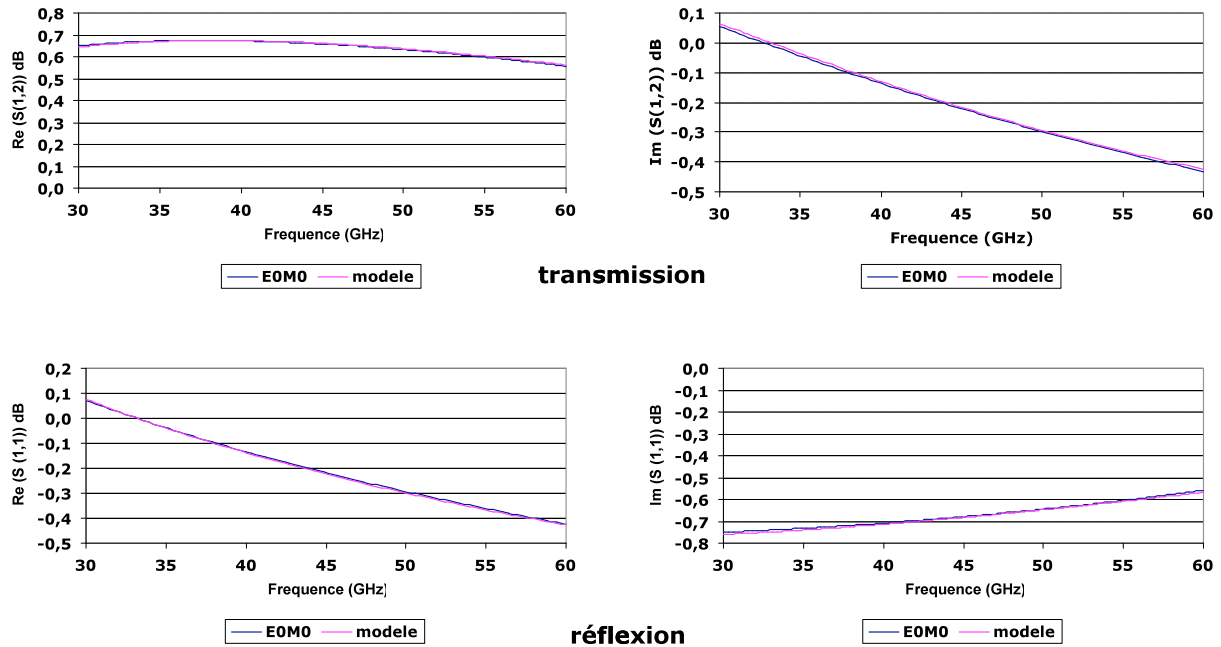 Re (S(1,2)) dB
0,8
0,7
0,6
0,5
0,4
0,3
0,2
0,1
0,0
30 35 40 45 50 55 60
Frequence (GHz)
E0M0 modele
Im (S(1,2)) dB
0,1
0,0
-0,1
-0,2
-0,3
-0,4
-0,5
30 35 40 45 50 55 60
Frequence (GHz)
E0M0 modele
transmission
Re (S (1,1)) dB
0,2
0,1
0,0
-0,1
-0,2
-0,3
-0,4
-0,5
30 35 40 45 50 55 60
Frequence (GHz)
E0M0 modele
Im (S (1,1)) dB
0,0
-0,1
-0,2
-0,3
-0,4
-0,5
-0,6
-0,7
-0,8
30 35 40 45 50 55 60
Frequence (GHz)
E0M0 modele
réflexion